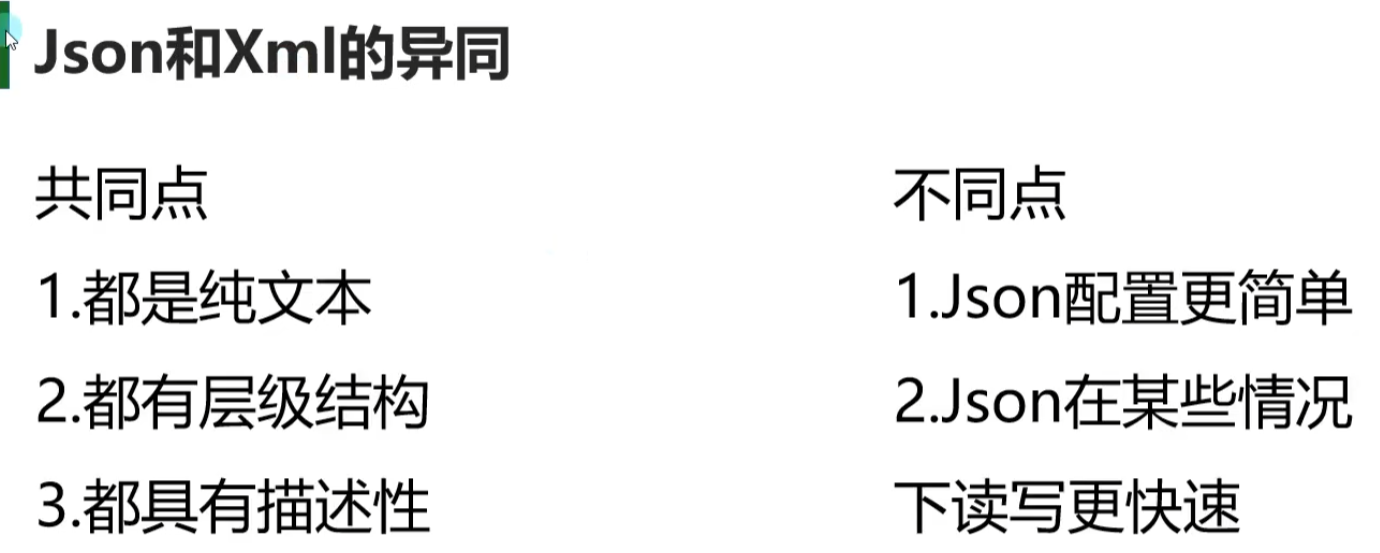 Json和Xml的异同
共同点
1.都是纯文本
2.都有层级结构
3.都具有描述性
不同点
1.Json配置更简单
2.Json在某些情况
下读写更快速